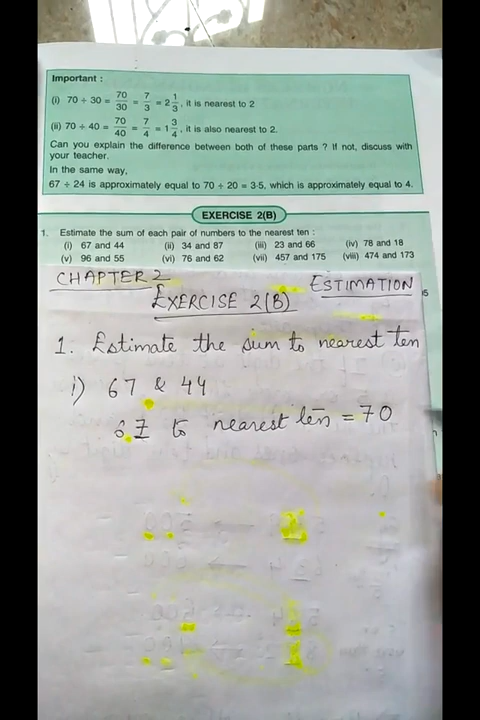 Important :
(i) 70 ÷ 30 = 70/30 = 7/3 = 2 1/3, it is nearest to 2
(ii) 70 ÷ 40 = 70/40 = 7/4 = 1 3/4, it is also nearest to 2.
Can you explain the difference between both of these parts ? If not, discuss with
your teacher.
In the same way,
67 ÷ 24 is approximately equal to 70 ÷ 20 = 3·5, which is approximately equal to 4.
EXERCISE 2(B)
1. Estimate the sum of each pair of numbers to the nearest ten :
(i) 67 and 44 (ii) 34 and 87 (iii) 23 and 66 (iv) 78 and 18
(v) 96 and 55 (vi) 76 and 62 (vii) 457 and 175 (viii) 474 and 173
CHAPTER 2 ESTIMATION
EXERCISE 2(B)
1. Estimate the sum to nearest ten
i) 67 & 44
67 to nearest ten = 70